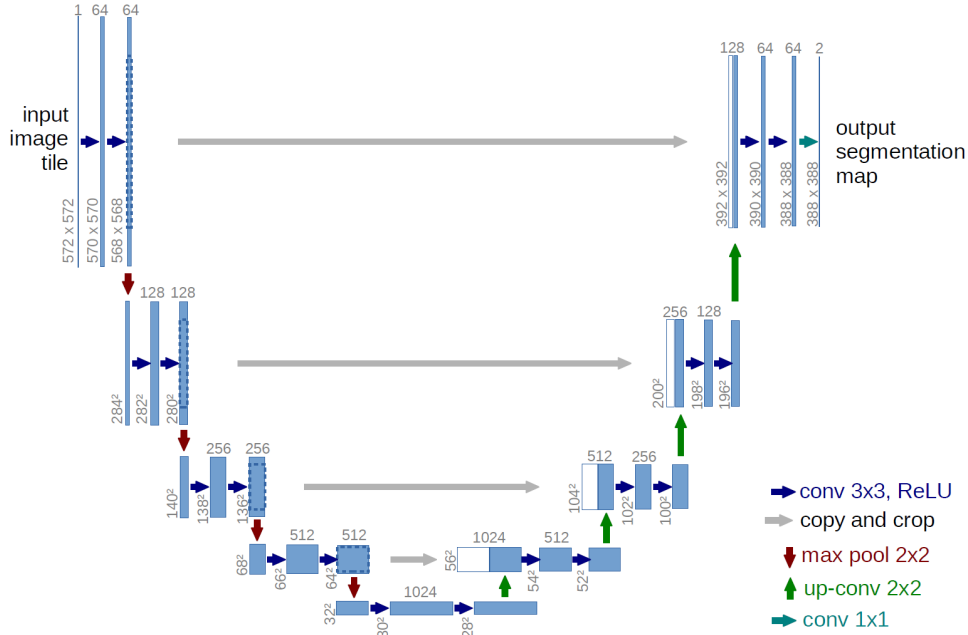 1 64 64
input
image
tile
572 x 572
570 x 570
568 x 568
128 64 64 2
output
segmentation
map
392 x 392
390 x 390
388 x 388
388 x 388
128 128
284²
282²
280²
256 128
200²
198²
196²
256 256
140²
138²
136²
512 256
104²
102²
100²
512 512
68²
66²
64²
1024 512
56²
54²
52²
1024
32²
30²
28²
conv 3x3, ReLU
copy and crop
max pool 2x2
up-conv 2x2
conv 1x1